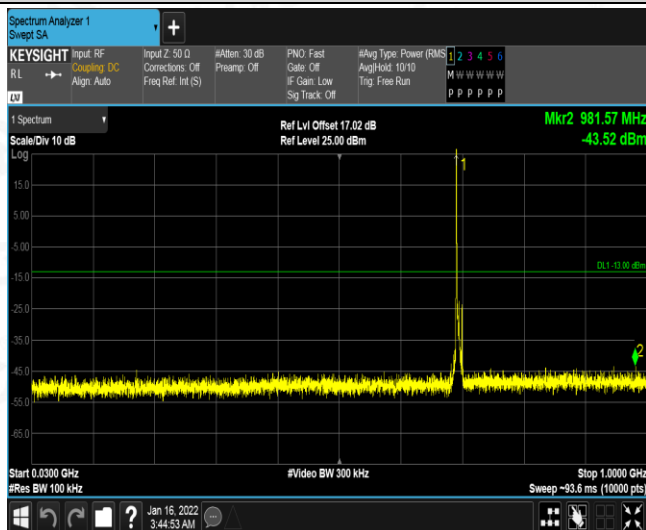 Spectrum Analyzer 1
Swept SA
+
KEYSIGHT
RL
Input: RF
Coupling: DC
Align: Auto
Input Z: 50 Ω
Corrections: Off
Freq Ref: Int (S)
#Atten: 30 dB
Preamp: Off
PNO: Fast
Gate: Off
IF Gain: Low
Sig Track: Off
#Avg Type: Power (RMS
Avg|Hold: 10/10
Trig: Free Run
1 2 3 4 5 6
M W W W W W
P P P P P P
LXI
1 Spectrum
Scale/Div 10 dB
Log
Ref Lvl Offset 17.02 dB
Ref Level 25.00 dBm
Mkr2 981.57 MHz
-43.52 dBm
15.0
5.00
-5.00
-15.0
-25.0
-35.0
-45.0
-55.0
-65.0
1
DL1 -13.00 dBm
2
Start 0.0300 GHz
#Res BW 100 kHz
#Video BW 300 kHz
Stop 1.0000 GHz
Sweep ~93.6 ms (10000 pts)
?
Jan 16, 2022
3:44:53 AM